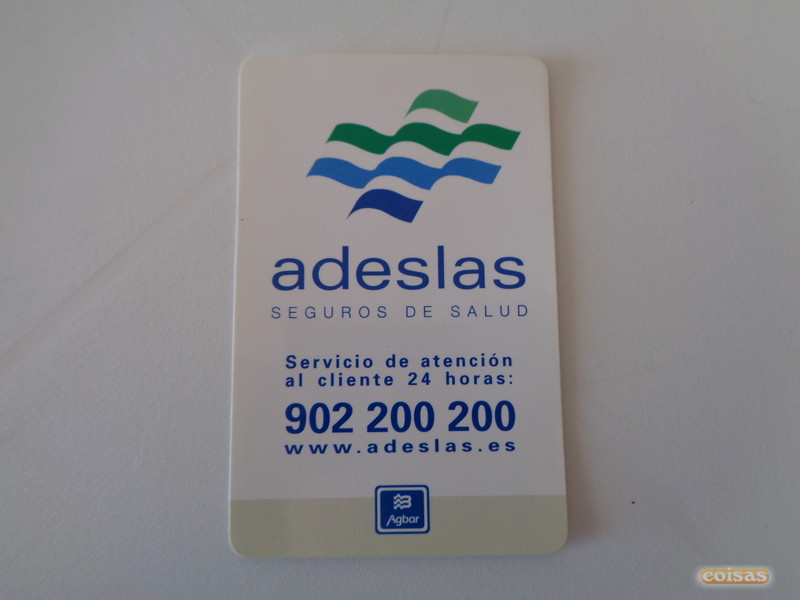 adeslas
SEGUROS DE SALUD
Servicio de atención
al cliente 24 horas:
902 200 200
www.adeslas.es
Agbar
coisas